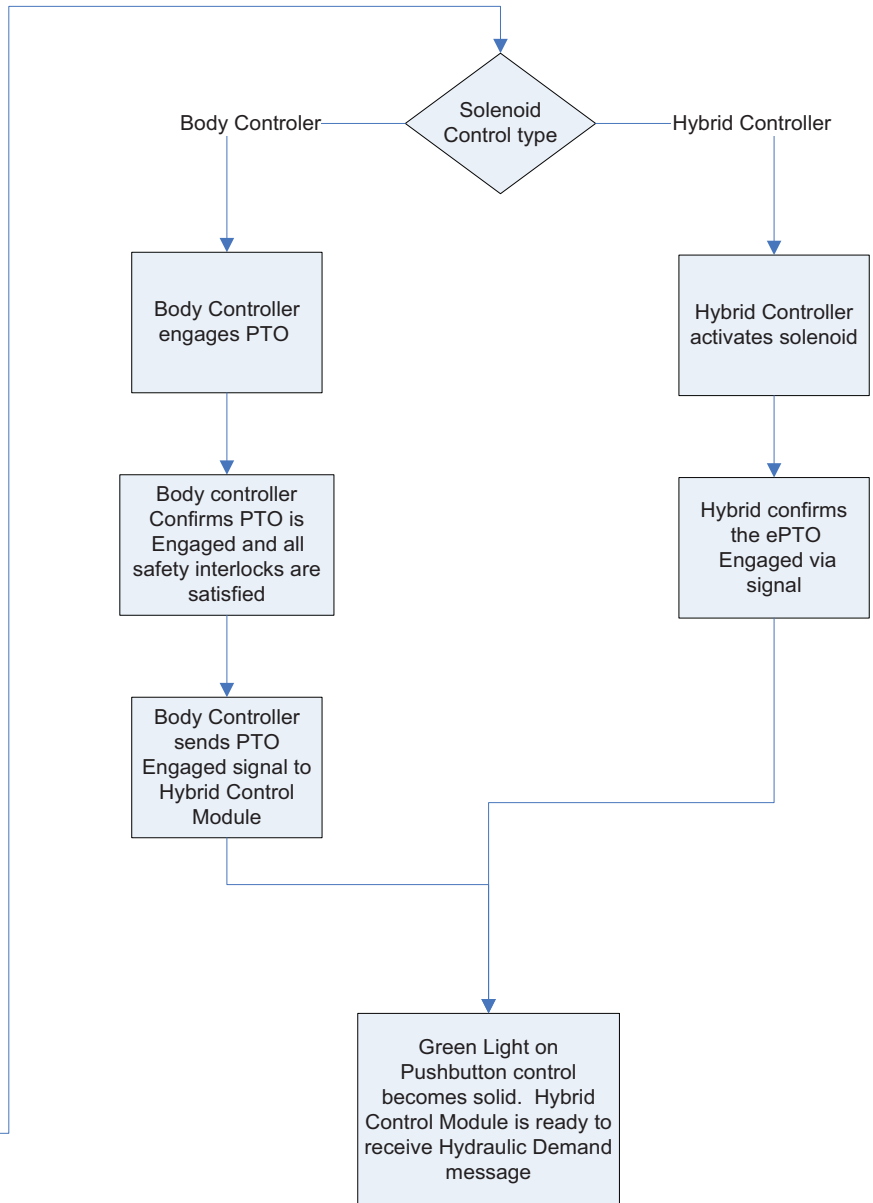 Solenoid
Control type
Body Controler
Hybrid Controller
Body Controller
engages PTO
Hybrid Controller
activates solenoid
Body controller
Confirms PTO is
Engaged and all
safety interlocks are
satisfied
Hybrid confirms
the ePTO
Engaged via
signal
Body Controller
sends PTO
Engaged signal to
Hybrid Control
Module
Green Light on
Pushbutton control
becomes solid.  Hybrid
Control Module is ready to
receive Hydraulic Demand
message